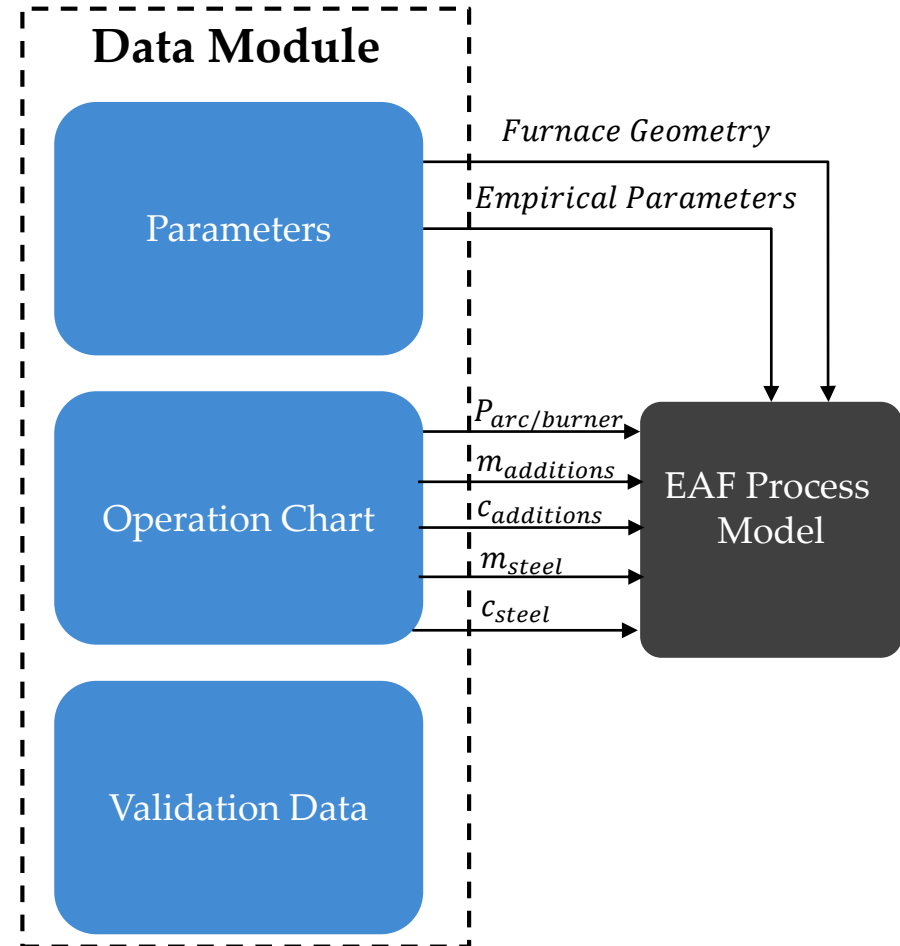 Data Module
Furnace Geometry
Empirical Parameters
Parameters
P_arc/burner
m_additions
c_additions
m_steel
c_steel
Operation Chart
EAF Process
Model
Validation Data